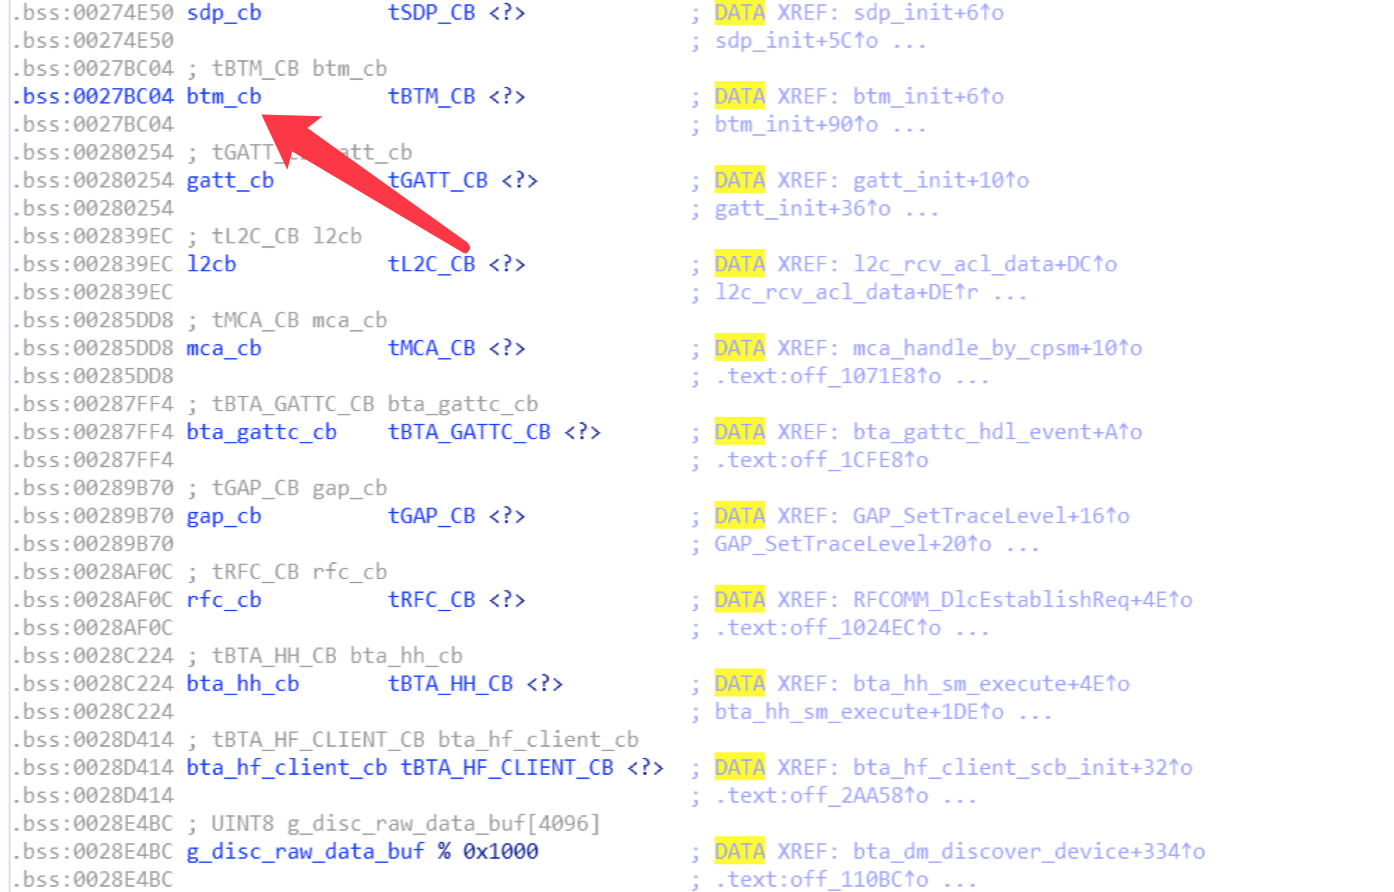 .bss:00274E50 sdp_cb tSDP_CB <?> ; DATA XREF: sdp_init+6↑o
.bss:00274E50 ; sdp_init+5C↑o ...
.bss:0027BC04 ; tBTM_CB btm_cb
.bss:0027BC04 btm_cb tBTM_CB <?> ; DATA XREF: btm_init+6↑o
.bss:0027BC04 ; btm_init+90↑o ...
.bss:00280254 ; tGATT_ att_cb
.bss:00280254 gatt_cb tGATT_CB <?> ; DATA XREF: gatt_init+10↑o
.bss:00280254 ; gatt_init+36↑o ...
.bss:002839EC ; tL2C_CB l2cb
.bss:002839EC l2cb tL2C_CB <?> ; DATA XREF: l2c_rcv_acl_data+DC↑o
.bss:002839EC ; l2c_rcv_acl_data+DE↑r ...
.bss:00285DD8 ; tMCA_CB mca_cb
.bss:00285DD8 mca_cb tMCA_CB <?> ; DATA XREF: mca_handle_by_cpsm+10↑o
.bss:00285DD8 ; .text:off_1071E8↑o ...
.bss:00287FF4 ; tBTA_GATTC_CB bta_gattc_cb
.bss:00287FF4 bta_gattc_cb tBTA_GATTC_CB <?> ; DATA XREF: bta_gattc_hdl_event+A↑o
.bss:00287FF4 ; .text:off_1CFE8↑o
.bss:00289B70 ; tGAP_CB gap_cb
.bss:00289B70 gap_cb tGAP_CB <?> ; DATA XREF: GAP_SetTraceLevel+16↑o
.bss:00289B70 ; GAP_SetTraceLevel+20↑o ...
.bss:0028AF0C ; tRFC_CB rfc_cb
.bss:0028AF0C rfc_cb tRFC_CB <?> ; DATA XREF: RFCOMM_DlcEstablishReq+4E↑o
.bss:0028AF0C ; .text:off_1024EC↑o ...
.bss:0028C224 ; tBTA_HH_CB bta_hh_cb
.bss:0028C224 bta_hh_cb tBTA_HH_CB <?> ; DATA XREF: bta_hh_sm_execute+4E↑o
.bss:0028C224 ; bta_hh_sm_execute+1DE↑o ...
.bss:0028D414 ; tBTA_HF_CLIENT_CB bta_hf_client_cb
.bss:0028D414 bta_hf_client_cb tBTA_HF_CLIENT_CB <?> ; DATA XREF: bta_hf_client_scb_init+32↑o
.bss:0028D414 ; .text:off_2AA58↑o ...
.bss:0028E4BC ; UINT8 g_disc_raw_data_buf[4096]
.bss:0028E4BC g_disc_raw_data_buf % 0x1000 ; DATA XREF: bta_dm_discover_device+334↑o
.bss:0028E4BC ; .text:off_110BC↑o ...